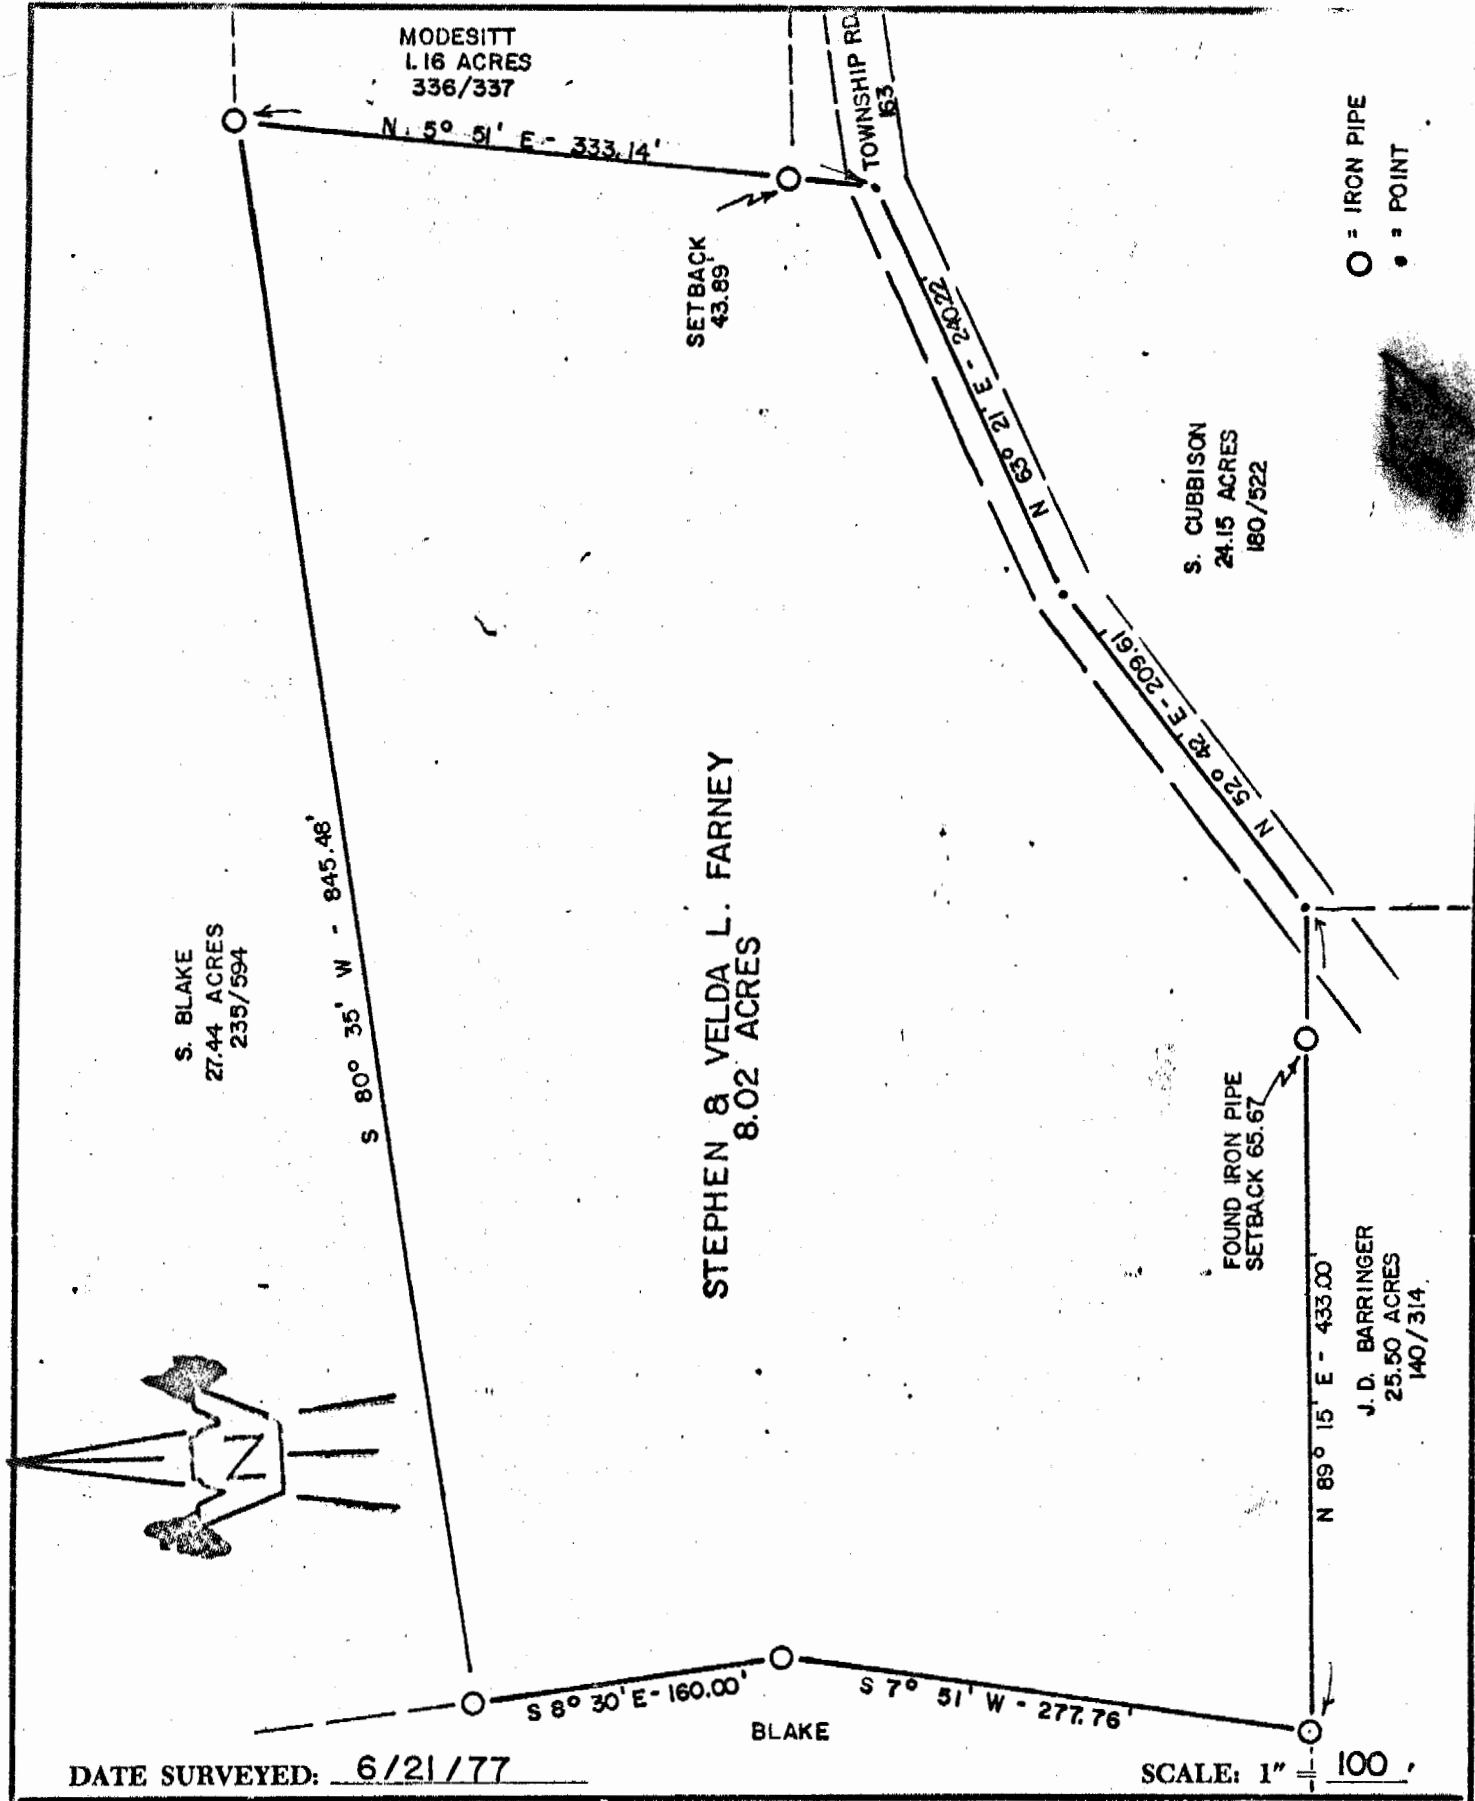 MODESITT
1.16 ACRES
336/337
N. 5° 51' E - 333.14'
TOWNSHIP RD.
163
SETBACK
43.89'
O = IRON PIPE
• = POINT
N 63° 21' E - 240.22'
S. CUBBISON
24.15 ACRES
180/522
N 52° 42' E - 209.61'
S. BLAKE
27.44 ACRES
235/594
S 80° 35' W - 845.48'
STEPHEN & VELDA L. FARNEY
8.02 ACRES
FOUND IRON PIPE
SETBACK 65.67
N 89° 15' E - 433.00'
J. D. BARRINGER
25.50 ACRES
140/314
N
S 8° 30' E - 160.00'
S 7° 51' W - 277.76'
BLAKE
DATE SURVEYED: 6/21/77
SCALE: 1" = 100'